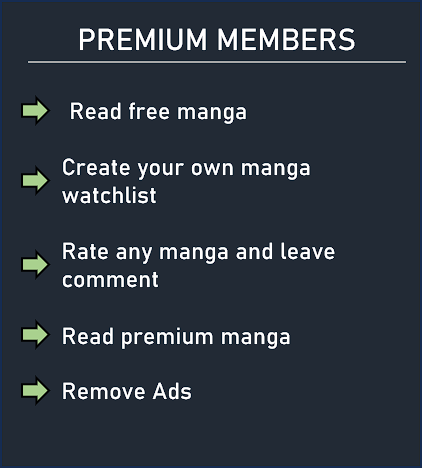 PREMIUM MEMBERS
Read free manga
Create your own manga
watchlist
Rate any manga and leave
comment
Read premium manga
Remove Ads